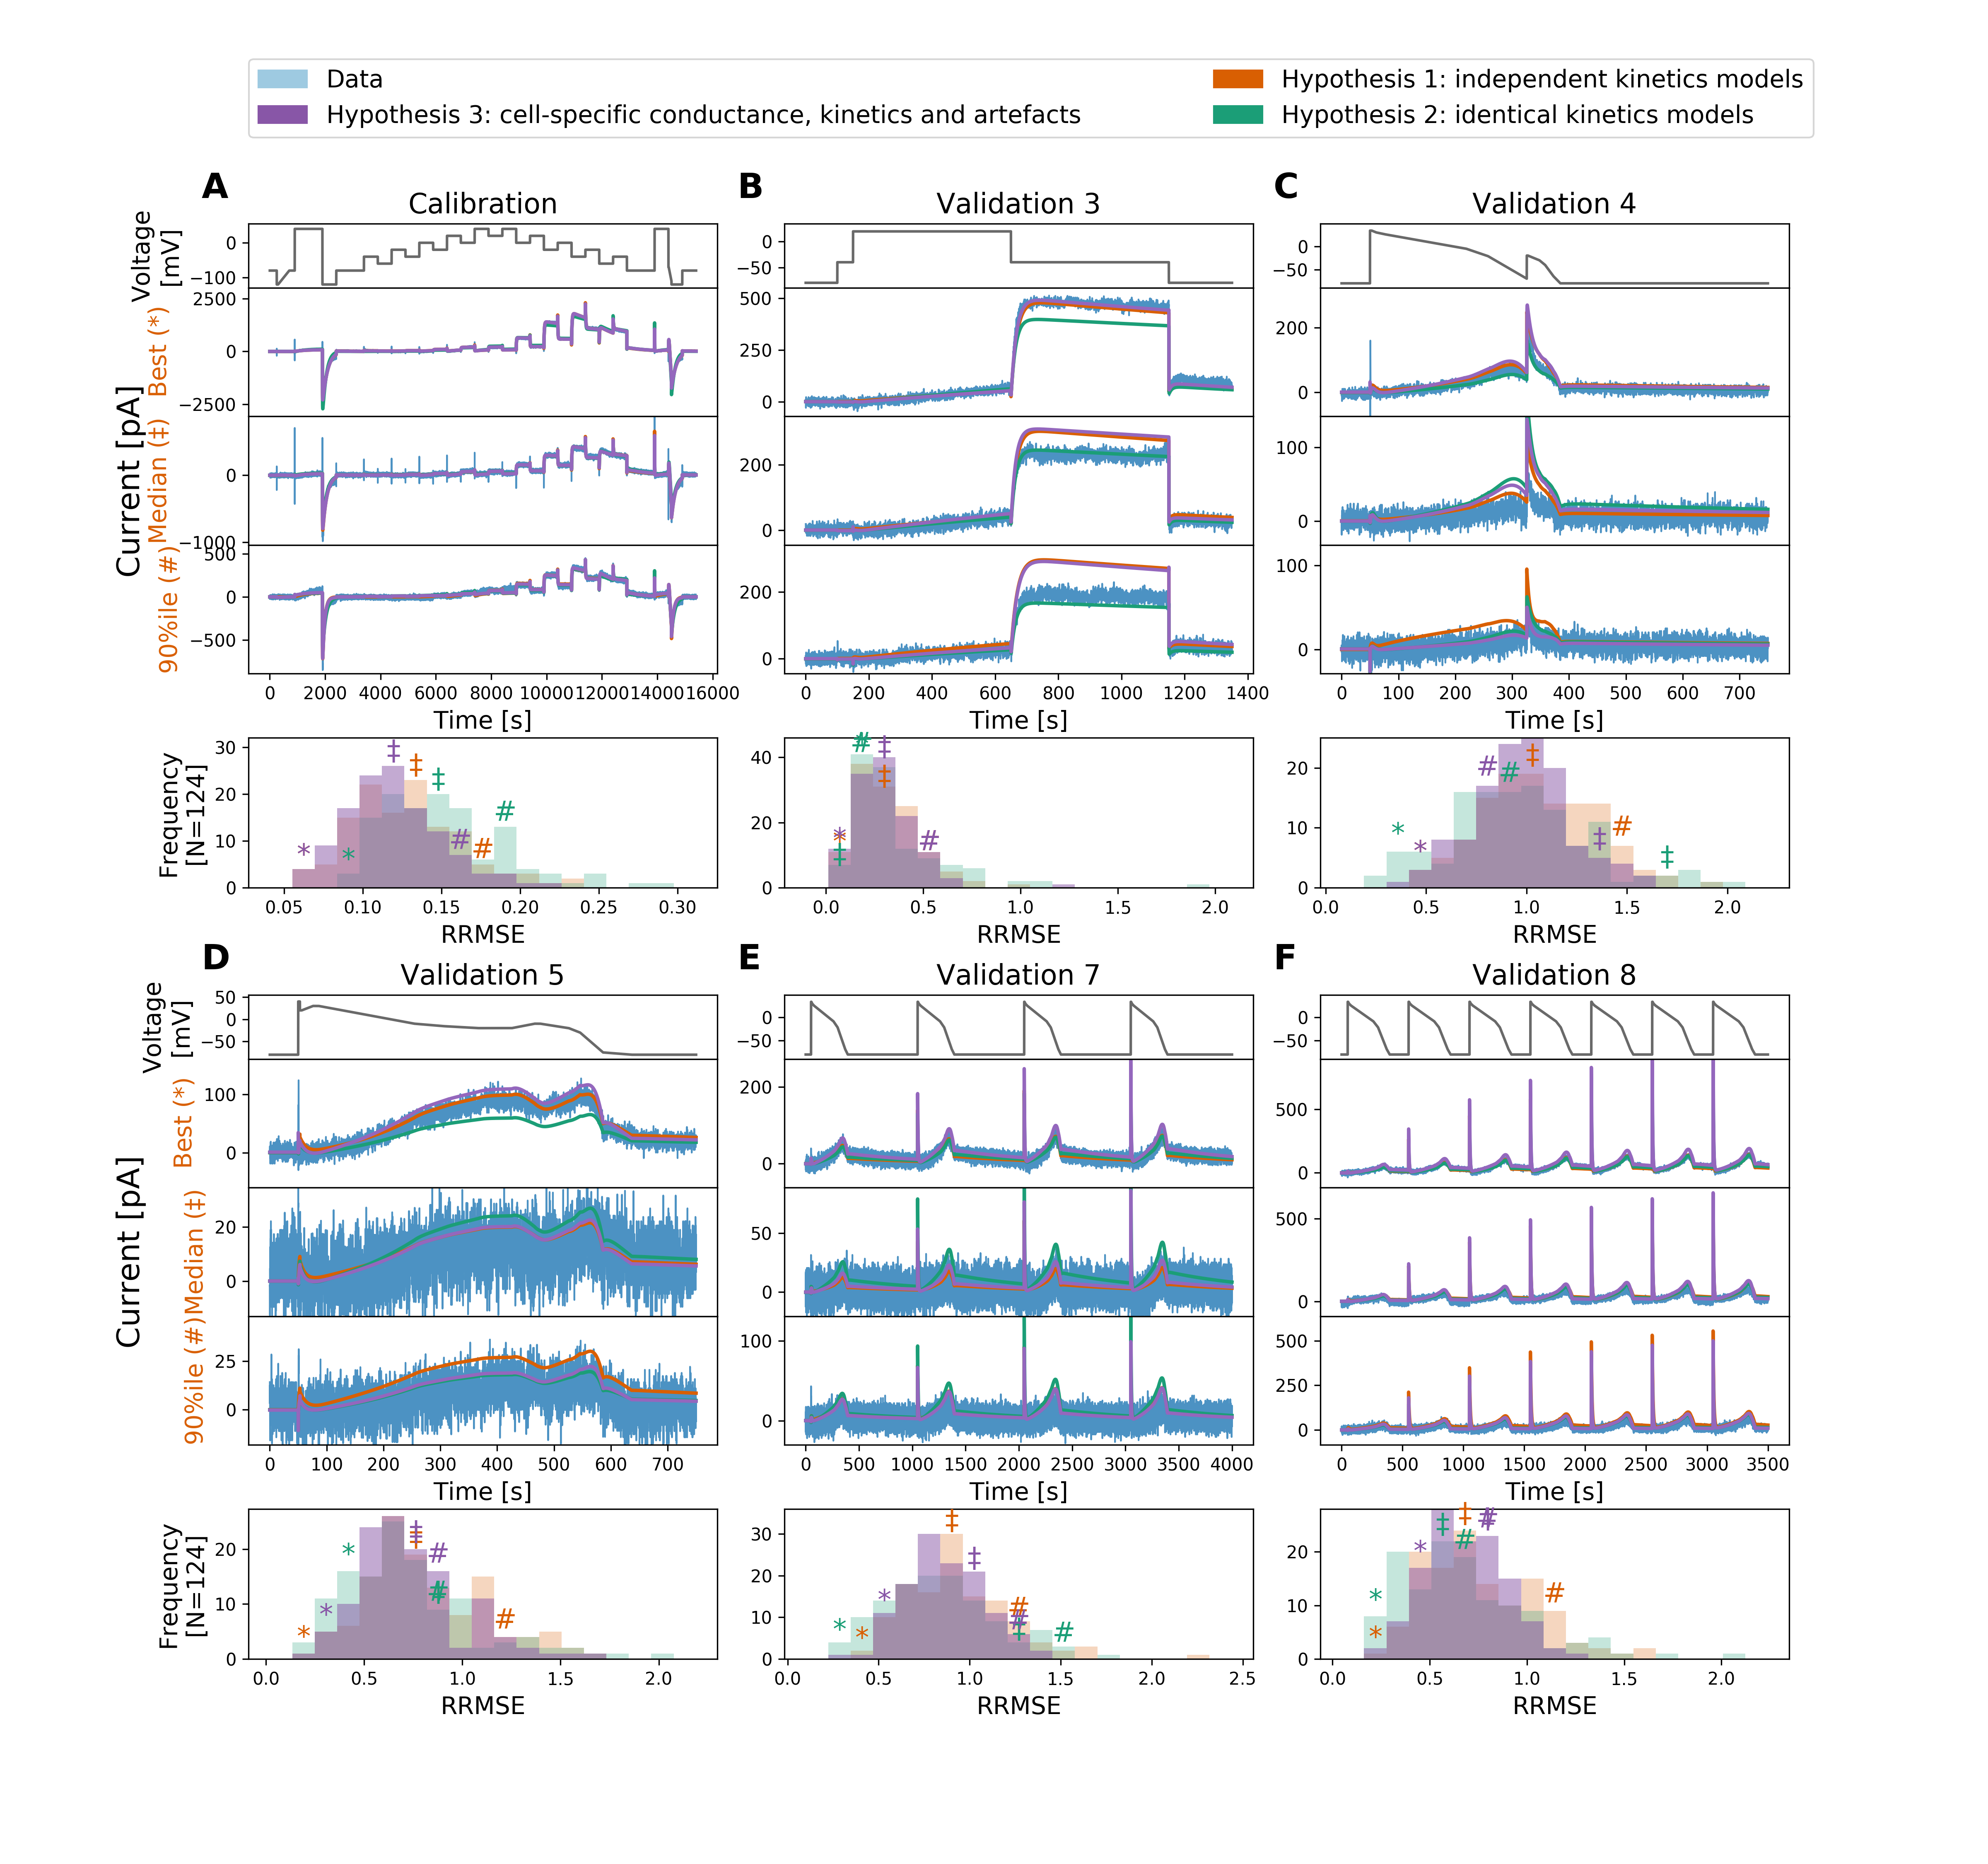 Data
Hypothesis 3: cell-specific conductance, kinetics and artefacts
Hypothesis 1: independent kinetics models
Hypothesis 2: identical kinetics models
A
Calibration
Voltage
[mV]
0
−100
Current [pA]
Best (*)
2500
0
−2500
Median (‡)
0
−1000
90%ile (#)
500
0
−500
0 2000 4000 6000 8000 10000 12000 14000 16000
Time [s]
Frequency
[N=124]
30
20
10
0
* * ‡ ‡ ‡ # # #
0.05 0.10 0.15 0.20 0.25 0.30
RRMSE
B
Validation 3
0
−50
500
250
0
200
0
200
0
0 200 400 600 800 1000 1200 1400
Time [s]
40
20
0
* * ‡ # # ‡ ‡ #
0.0 0.5 1.0 1.5 2.0
RRMSE
C
Validation 4
0
−50
200
0
100
0
100
0
0 100 200 300 400 500 600 700
Time [s]
20
10
0
* * # # ‡ ‡ # ‡
0.0 0.5 1.0 1.5 2.0
RRMSE
D
Validation 5
Voltage
[mV]
50
0
−50
Current [pA]
Best (*)
100
0
Median (‡)
20
0
90%ile (#)
25
0
0 100 200 300 400 500 600 700
Time [s]
Frequency
[N=124]
20
10
0
* * * ‡ ‡ # # #
0.0 0.5 1.0 1.5 2.0
RRMSE
E
Validation 7
0
−50
200
0
50
0
100
0
0 500 1000 1500 2000 2500 3000 3500 4000
Time [s]
30
20
10
0
* * * ‡ ‡ # # ‡ #
0.0 0.5 1.0 1.5 2.0 2.5
RRMSE
F
Validation 8
0
−50
500
0
500
0
500
250
0
0 500 1000 1500 2000 2500 3000 3500
Time [s]
20
10
0
* * * ‡ ‡ # # #
0.0 0.5 1.0 1.5 2.0
RRMSE